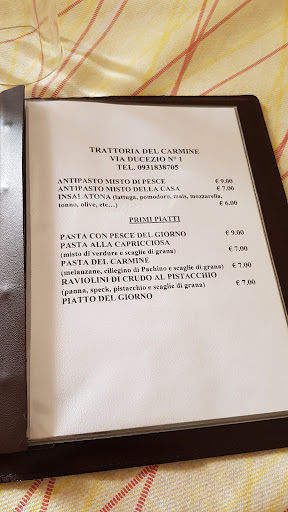 TRATTORIA DEL CARMINE
VIA DUCEZIO N° 1
TEL. 0931838705
ANTIPASTO MISTO DI PESCE € 9.00
ANTIPASTO MISTO DELLA CASA € 7.00
INSALATONA (lattuga, pomodoro, mais, mozzarella,
tonno, olive, etc...) € 6.00
PRIMI PIATTI
PASTA CON PESCE DEL GIORNO € 9.00
PASTA ALLA CAPRICCIOSA
(misto di verdure e scaglie di grana) € 7,00
PASTA DEL CARMINE
(melanzane, ciliegino di Pachino e scaglie di grana) € 7,00
RAVIOLINI DI CRUDO AL PISTACCHIO
(panna, speck, pistacchio e scaglie di grana) € 7,00
PIATTO DEL GIORNO